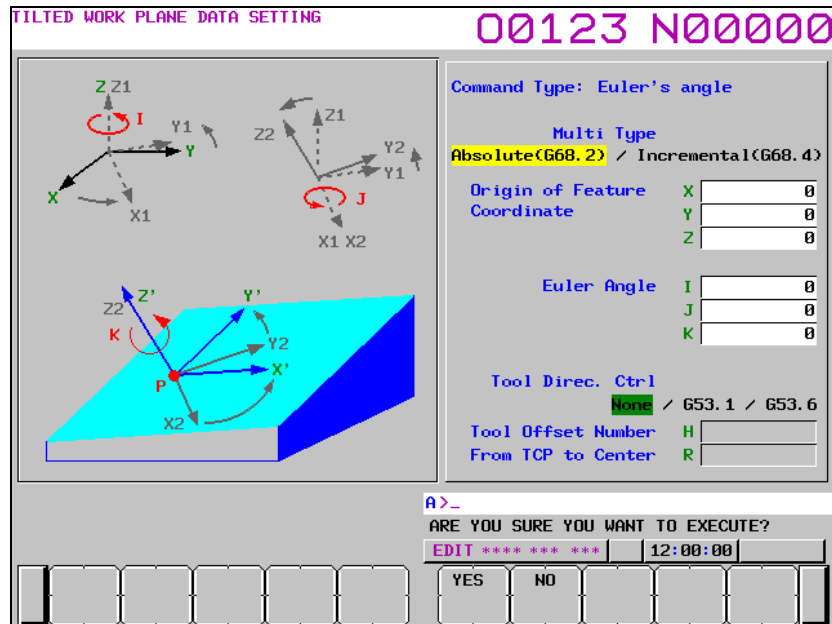 TILTED WORK PLANE DATA SETTING
O0123 N00000
Z Z1
I
Y1
Y
X
X1
Z1
Z2
Y2
Y1
J
X1 X2
Z2 Z'
Y'
K
Y2
P
X'
X2
Command Type: Euler's angle
Multi Type
Absolute(G68.2) / Incremental(G68.4)
Origin of Feature X 0
Coordinate Y 0
Z 0
Euler Angle I 0
J 0
K 0
Tool Direc. Ctrl
None / G53.1 / G53.6
Tool Offset Number H
From TCP to Center R
A>_
ARE YOU SURE YOU WANT TO EXECUTE?
EDIT **** *** *** 12:00:00
YES NO